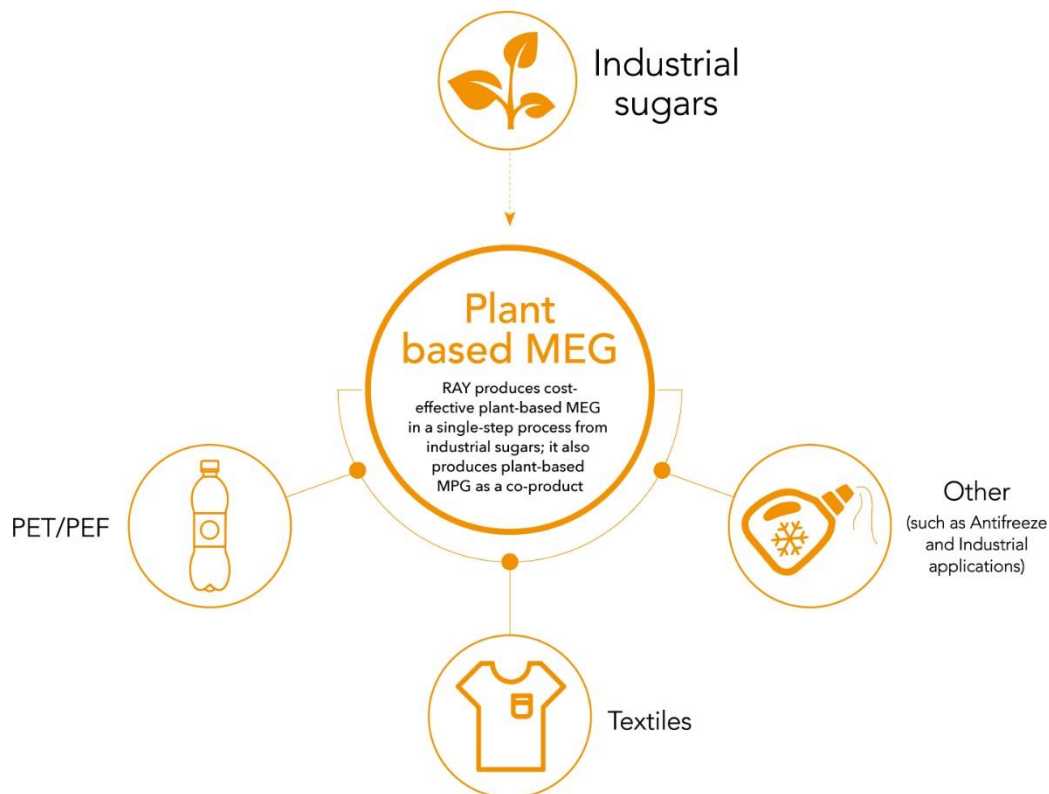 Industrial
sugars
Plant
based MEG
RAY produces cost-
effective plant-based MEG
in a single-step process from
industrial sugars; it also
produces plant-based
MPG as a co-product
PET/PEF
Other
(such as Antifreeze
and Industrial
applications)
Textiles